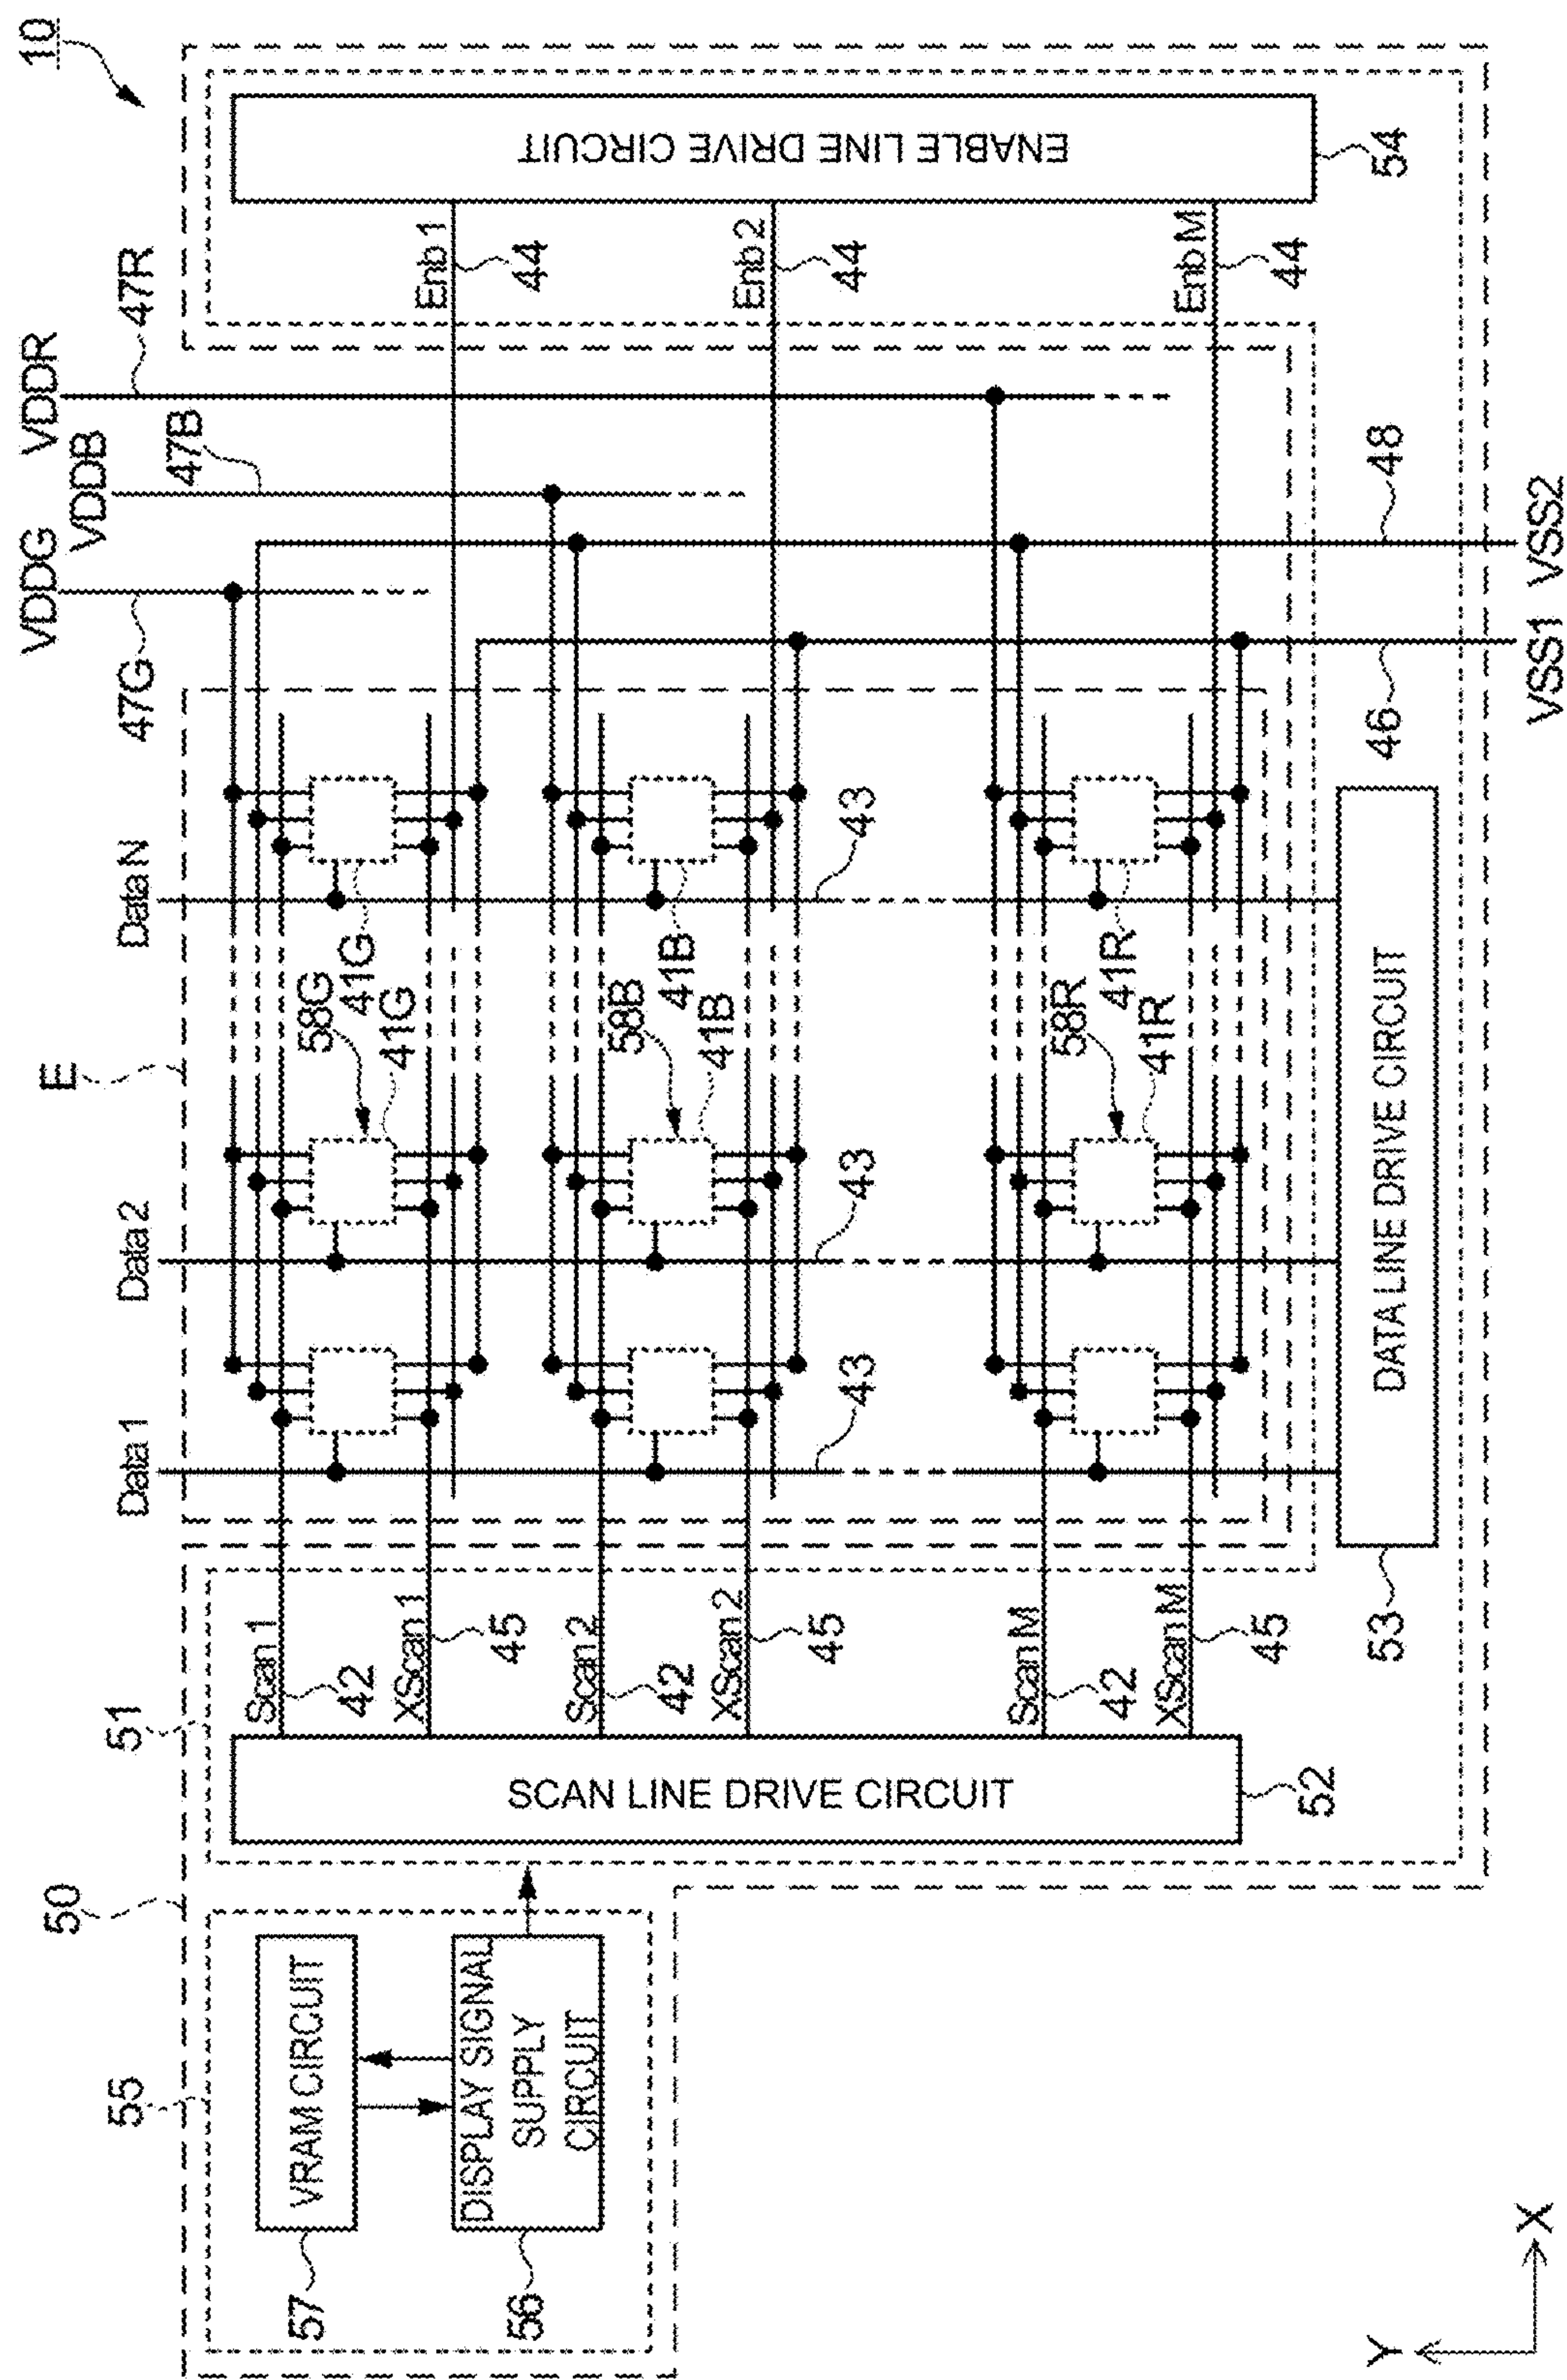 10
VDDG
VDDB
VDDR
47G
47B
47R
E
Data 1
Data 2
Data N
50
51
55
57
VRAM CIRCUIT
56
DISPLAY SIGNAL
SUPPLY
CIRCUIT
SCAN LINE DRIVE CIRCUIT
52
Scan 1
42
XScan 1
45
Scan 2
42
XScan 2
45
Scan M
42
XScan M
45
58G
41G
41G
58B
41B
41B
58R
41R
41R
43
43
43
Enb 1
44
Enb 2
44
Enb M
44
ENABLE LINE DRIVE CIRCUIT
54
53
DATA LINE DRIVE CIRCUIT
46
48
VSS1
VSS2
Y
X